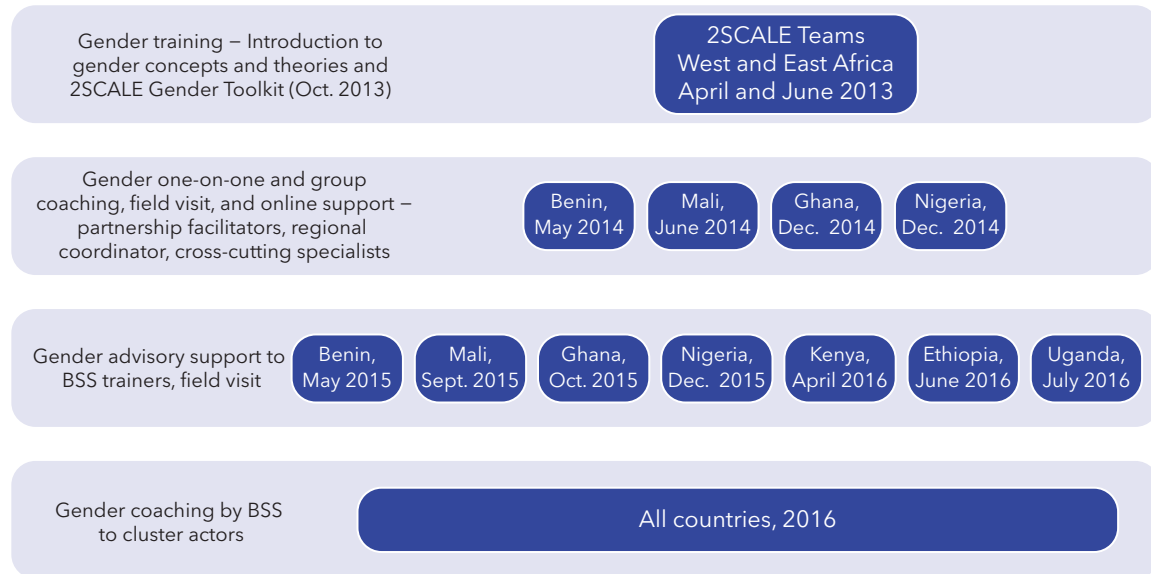 Gender training – Introduction to
gender concepts and theories and
2SCALE Gender Toolkit (Oct. 2013)
2SCALE Teams
West and East Africa
April and June 2013
Gender one-on-one and group
coaching, field visit, and online support –
partnership facilitators, regional
coordinator, cross-cutting specialists
Benin,
May 2014
Mali,
June 2014
Ghana,
Dec. 2014
Nigeria,
Dec. 2014
Gender advisory support to
BSS trainers, field visit
Benin,
May 2015
Mali,
Sept. 2015
Ghana,
Oct. 2015
Nigeria,
Dec. 2015
Kenya,
April 2016
Ethiopia,
June 2016
Uganda,
July 2016
Gender coaching by BSS
to cluster actors
All countries, 2016